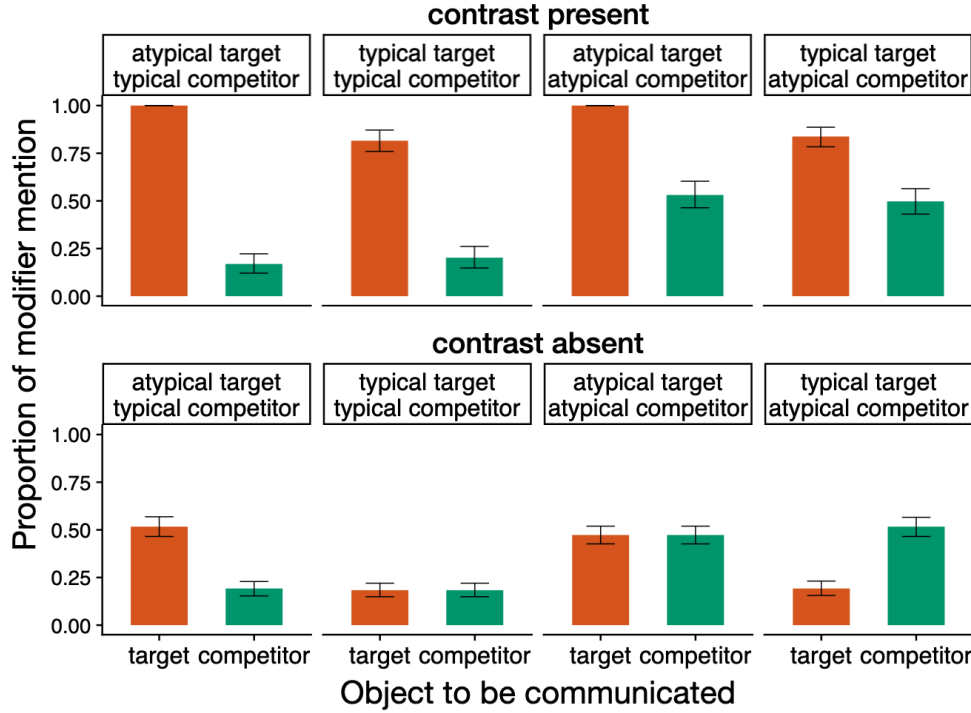 contrast present
atypical target typical target atypical target typical target
typical competitor typical competitor atypical competitor atypical competitor
1.00
0.75
0.50
0.25
0.00
contrast absent
atypical target typical target atypical target typical target
typical competitor typical competitor atypical competitor atypical competitor
1.00
0.75
0.50
0.25
0.00
target competitor target competitor target competitor target competitor
Object to be communicated
Proportion of modifier mention